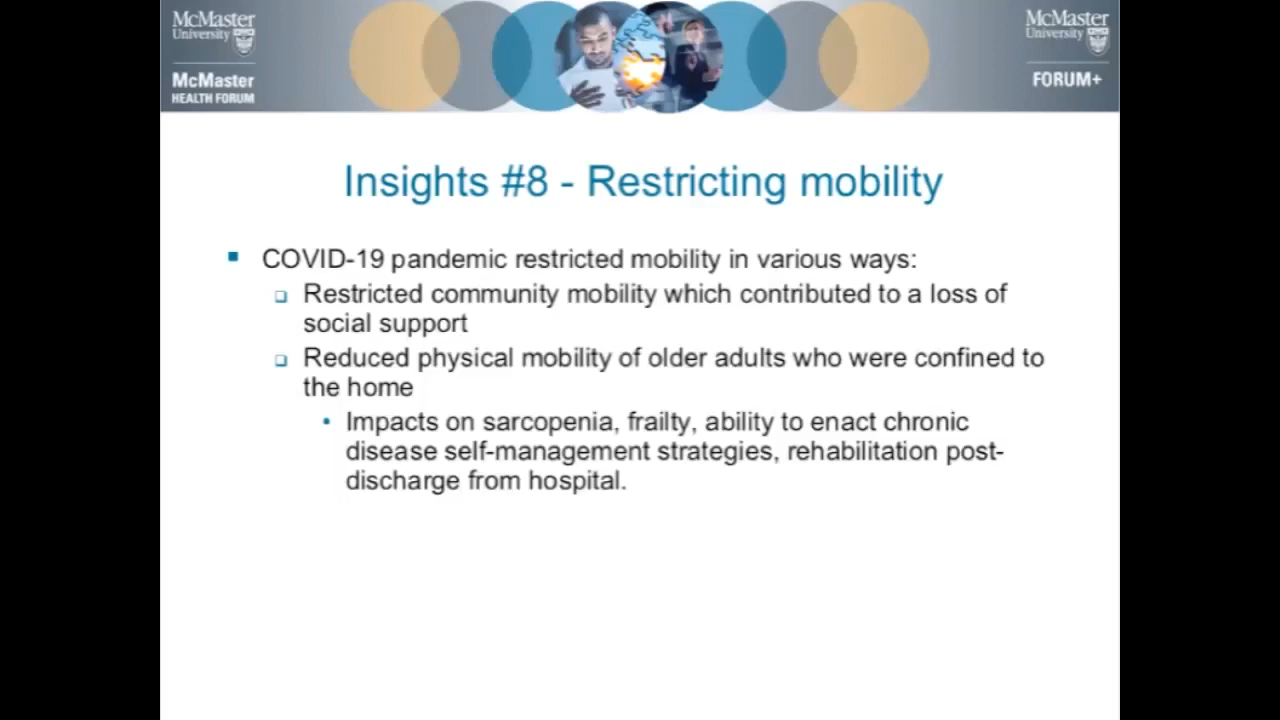 McMaster
University
McMaster
HEALTH FORUM
McMaster
University
FORUM+
Insights #8 - Restricting mobility
COVID-19 pandemic restricted mobility in various ways:
Restricted community mobility which contributed to a loss of
social support
Reduced physical mobility of older adults who were confined to
the home
Impacts on sarcopenia, frailty, ability to enact chronic
disease self-management strategies, rehabilitation post-
discharge from hospital.